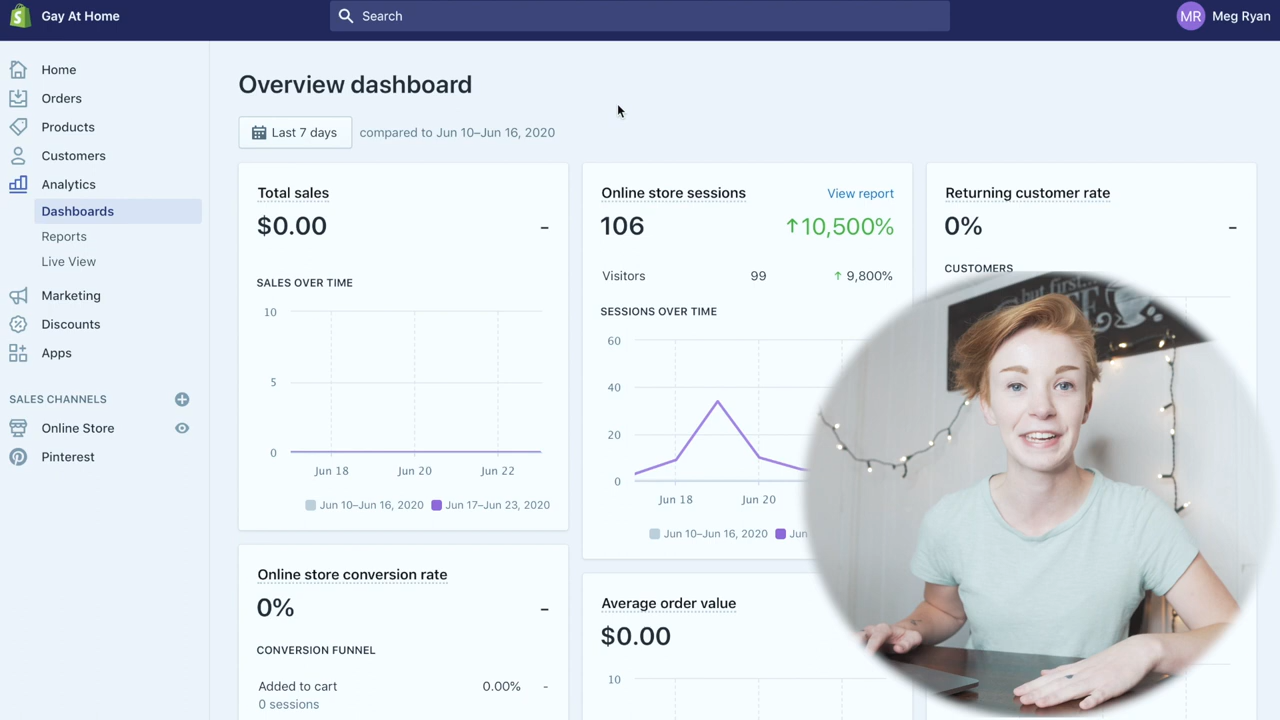 Gay At Home
Search
MR Meg Ryan
Home
Orders
Products
Customers
Analytics
Dashboards
Reports
Live View
Marketing
Discounts
Apps
SALES CHANNELS
Online Store
Pinterest
Overview dashboard
Last 7 days compared to Jun 10–Jun 16, 2020
Total sales
$0.00 -
SALES OVER TIME
10
5
0
Jun 18 Jun 20 Jun 22
Jun 10–Jun 16, 2020 Jun 17–Jun 23, 2020
Online store sessions View report
106 ↑10,500%
Visitors 99 ↑ 9,800%
SESSIONS OVER TIME
60
40
20
0
Jun 18 Jun 20
Jun 10–Jun 16, 2020 Jun
Returning customer rate
0% -
CUSTOMERS
but first...
Online store conversion rate
0% -
CONVERSION FUNNEL
Added to cart 0.00% -
0 sessions
Average order value
$0.00
10